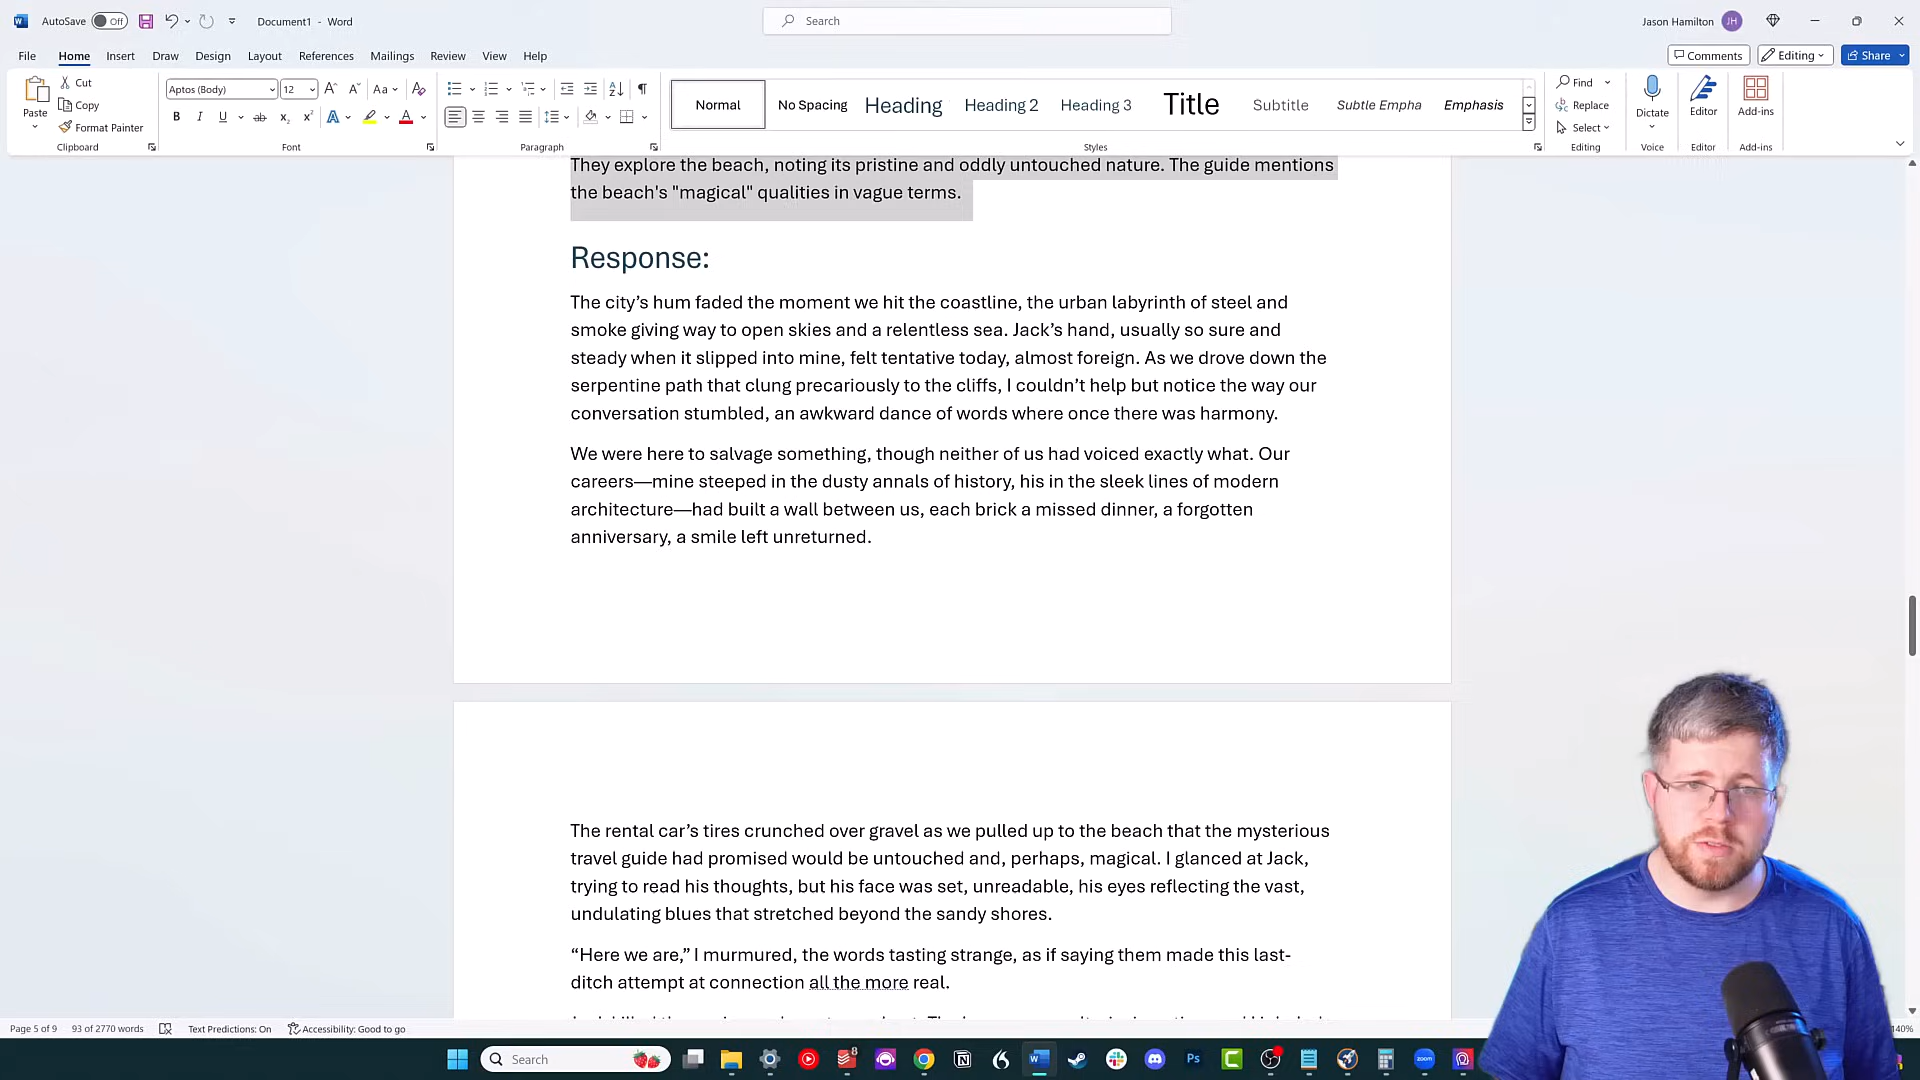 AutoSave Off Document1 - Word Search Jason Hamilton JH
File Home Insert Draw Design Layout References Mailings Review View Help Comments Editing Share
Paste Cut Copy Format Painter
Aptos (Body) 12 Aa
B I U ab x₂ x² A A
Normal No Spacing Heading Heading 2 Heading 3 Title Subtitle Subtle Empha Emphasis
Find Replace Select Dictate Editor Add-ins
Clipboard Font Paragraph Styles Editing Voice Editor Add-ins
They explore the beach, noting its pristine and oddly untouched nature. The guide mentions
the beach's "magical" qualities in vague terms.
Response:
The city’s hum faded the moment we hit the coastline, the urban labyrinth of steel and
smoke giving way to open skies and a relentless sea. Jack’s hand, usually so sure and
steady when it slipped into mine, felt tentative today, almost foreign. As we drove down the
serpentine path that clung precariously to the cliffs, I couldn’t help but notice the way our
conversation stumbled, an awkward dance of words where once there was harmony.
We were here to salvage something, though neither of us had voiced exactly what. Our
careers—mine steeped in the dusty annals of history, his in the sleek lines of modern
architecture—had built a wall between us, each brick a missed dinner, a forgotten
anniversary, a smile left unreturned.
The rental car’s tires crunched over gravel as we pulled up to the beach that the mysterious
travel guide had promised would be untouched and, perhaps, magical. I glanced at Jack,
trying to read his thoughts, but his face was set, unreadable, his eyes reflecting the vast,
undulating blues that stretched beyond the sandy shores.
“Here we are,” I murmured, the words tasting strange, as if saying them made this last-
ditch attempt at connection all the more real.
Page 5 of 9 93 of 2770 words Text Predictions: On Accessibility: Good to go 140%
Search